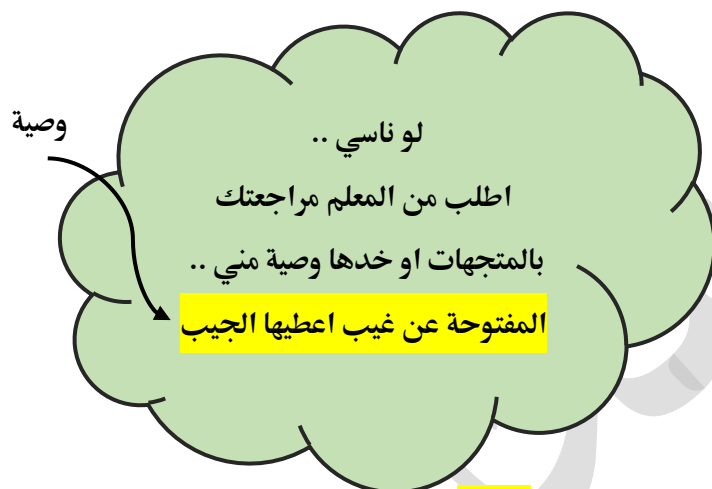 وصية
لو ناسي ..
اطلب من المعلم مراجعتك
بالمتجهات او خدها وصية مني ..
المفتوحة عن غيب اعطيها الجيب